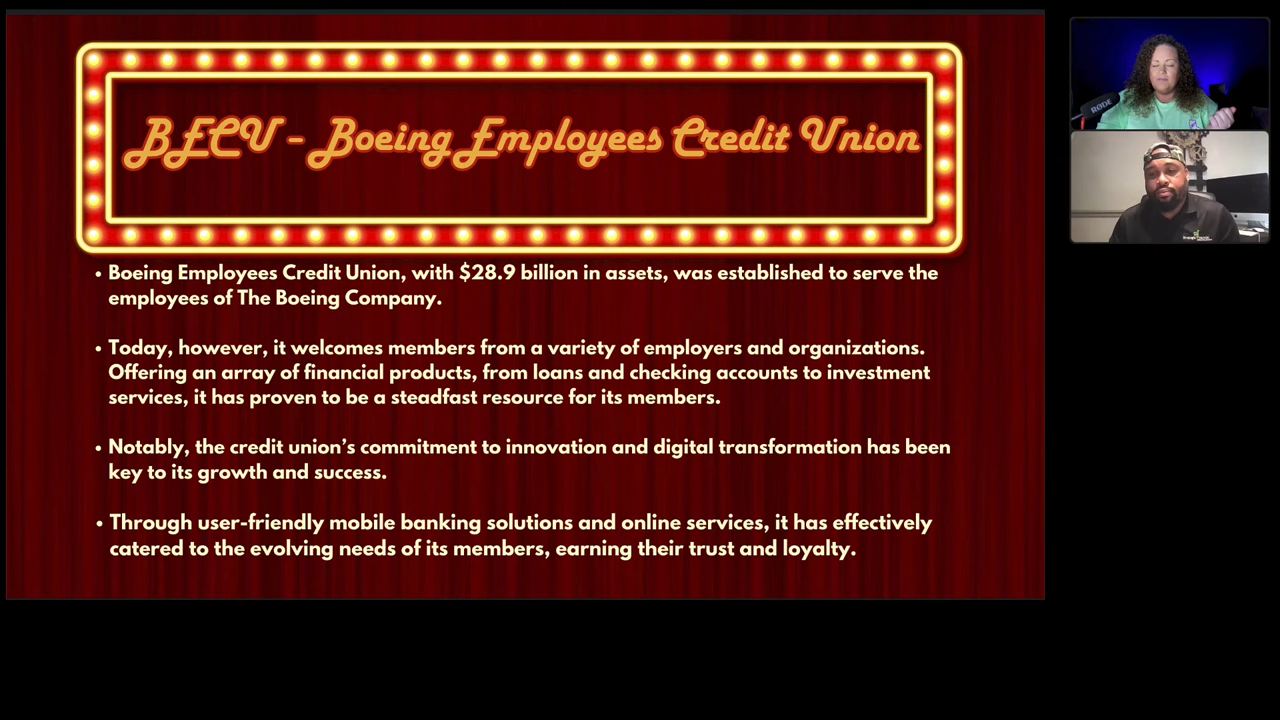 BECU - Boeing Employees Credit Union
• Boeing Employees Credit Union, with $28.9 billion in assets, was established to serve the
employees of The Boeing Company.
• Today, however, it welcomes members from a variety of employers and organizations.
Offering an array of financial products, from loans and checking accounts to investment
services, it has proven to be a steadfast resource for its members.
• Notably, the credit union’s commitment to innovation and digital transformation has been
key to its growth and success.
• Through user-friendly mobile banking solutions and online services, it has effectively
catered to the evolving needs of its members, earning their trust and loyalty.
RØDE